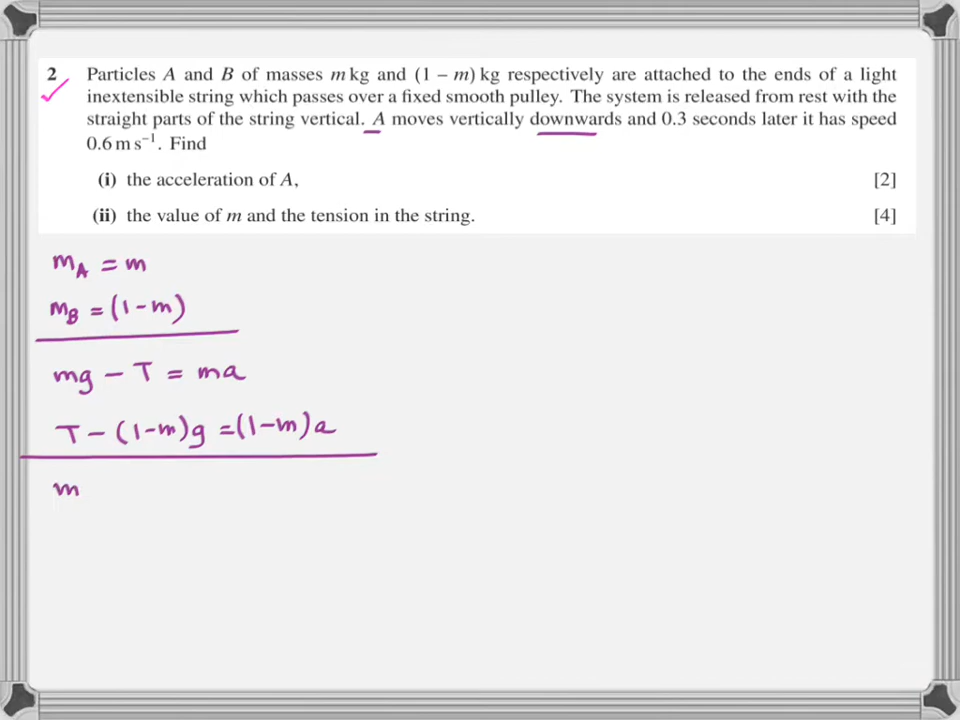 2 Particles A and B of masses m kg and (1 – m) kg respectively are attached to the ends of a light
inextensible string which passes over a fixed smooth pulley. The system is released from rest with the
straight parts of the string vertical. A moves vertically downwards and 0.3 seconds later it has speed
0.6 m s⁻¹. Find
(i) the acceleration of A, [2]
(ii) the value of m and the tension in the string. [4]
m_A = m
m_B = (1-m)
mg - T = ma
T - (1-m)g = (1-m)a
m